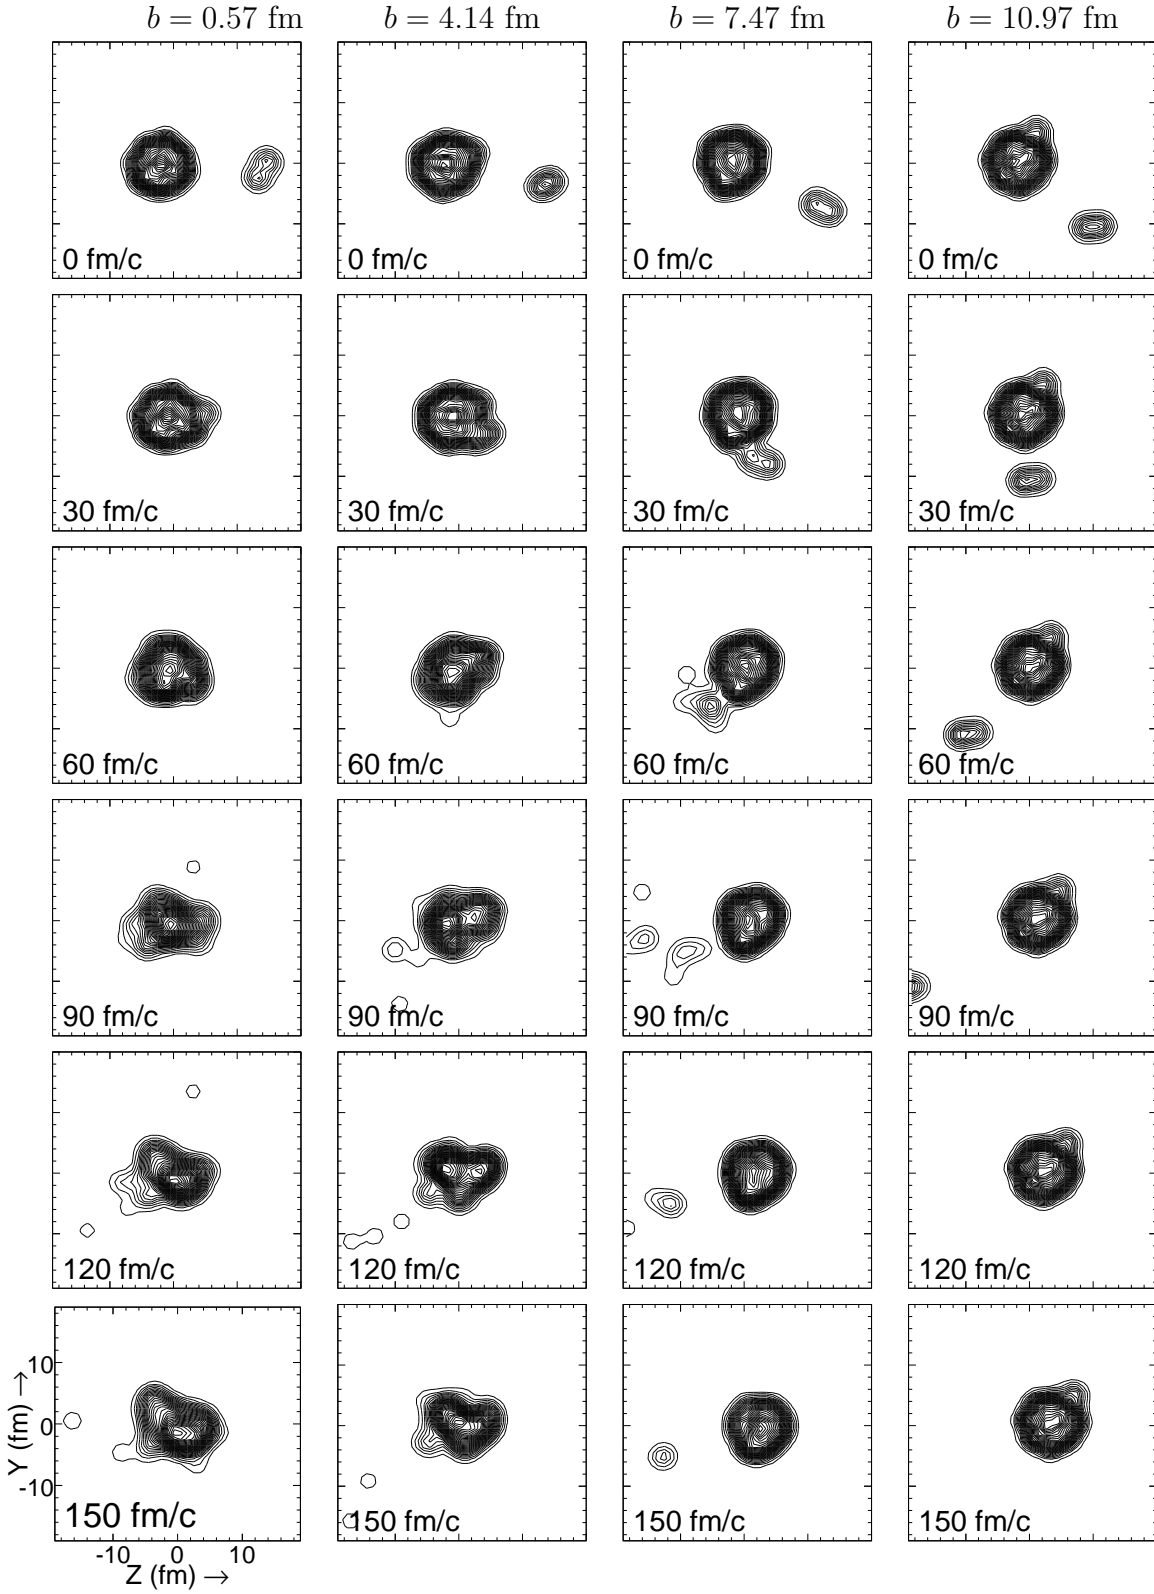 b = 0.57 fm b = 4.14 fm b = 7.47 fm b = 10.97 fm
0 fm/c 0 fm/c 0 fm/c 0 fm/c
30 fm/c 30 fm/c 30 fm/c 30 fm/c
60 fm/c 60 fm/c 60 fm/c 60 fm/c
90 fm/c 90 fm/c 90 fm/c 90 fm/c
120 fm/c 120 fm/c 120 fm/c 120 fm/c
10
0
-10
Y (fm) →
150 fm/c 150 fm/c 150 fm/c 150 fm/c
-10 0 10
Z (fm) →